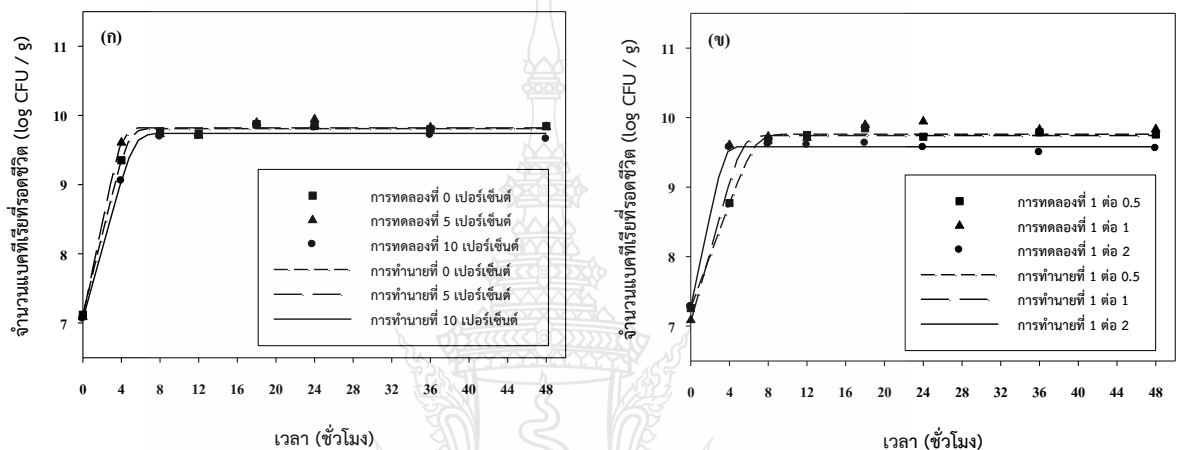 (ก)
จำนวนแบคทีเรียที่รอดชีวิต (log CFU / g)
11
10
9
8
7
การทดลองที่ 0 เปอร์เซ็นต์
การทดลองที่ 5 เปอร์เซ็นต์
การทดลองที่ 10 เปอร์เซ็นต์
การทำนายที่ 0 เปอร์เซ็นต์
การทำนายที่ 5 เปอร์เซ็นต์
การทำนายที่ 10 เปอร์เซ็นต์
0 4 8 12 16 20 24 28 32 36 40 44 48
เวลา (ชั่วโมง)
(ข)
จำนวนแบคทีเรียที่รอดชีวิต (log CFU / g)
11
10
9
8
7
การทดลองที่ 1 ต่อ 0.5
การทดลองที่ 1 ต่อ 1
การทดลองที่ 1 ต่อ 2
การทำนายที่ 1 ต่อ 0.5
การทำนายที่ 1 ต่อ 1
การทำนายที่ 1 ต่อ 2
0 4 8 12 16 20 24 28 32 36 40 44 48
เวลา (ชั่วโมง)